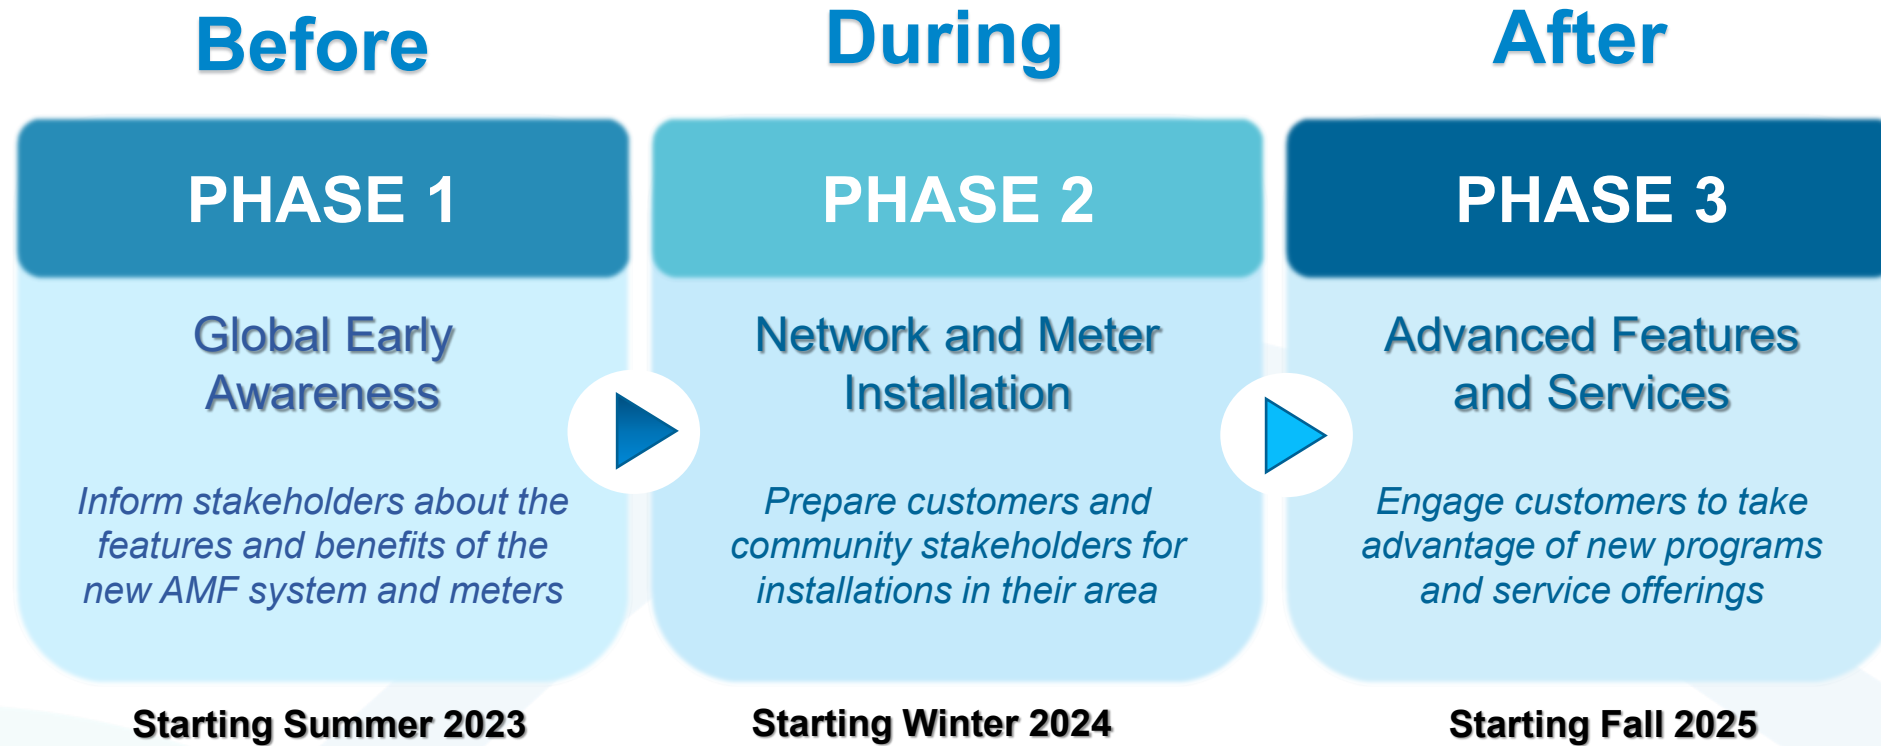 Before
During
After
PHASE 1
PHASE 2
PHASE 3
Global Early
Awareness
Inform stakeholders about the
features and benefits of the
new AMF system and meters
Starting Summer 2023
Network and Meter
Installation
Prepare customers and
community stakeholders for
installations in their area
Starting Winter 2024
Advanced Features
and Services
Engage customers to take
advantage of new programs
and service offerings
Starting Fall 2025